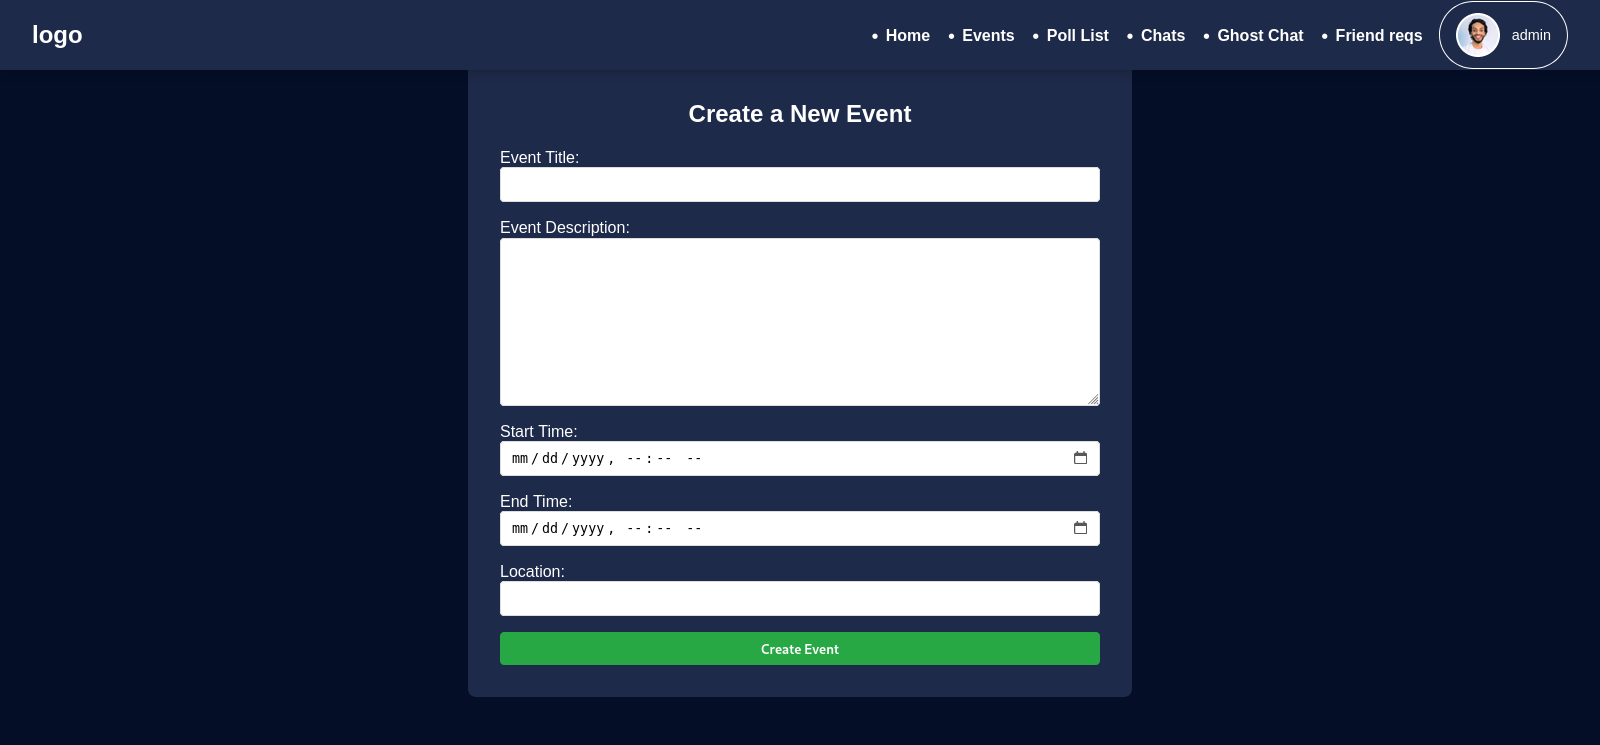 logo
• Home • Events • Poll List • Chats • Ghost Chat • Friend reqs admin
Create a New Event
Event Title:
Event Description:
Start Time:
mm/dd/yyyy, --:-- --
End Time:
mm/dd/yyyy, --:-- --
Location:
Create Event